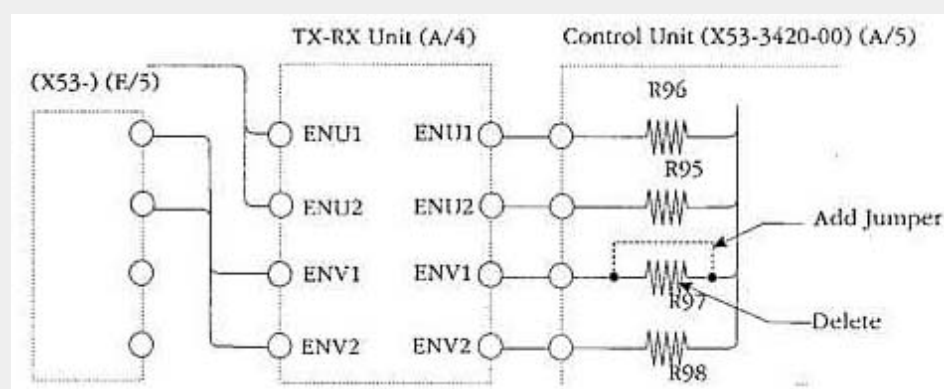 TX-RX Unit (A/4)
Control Unit (X53-3420-00) (A/5)
(X53-) (E/5)
R96
ENU1
ENU1
R95
ENU2
ENU2
Add Jumper
ENV1
ENV1
R97
Delete
ENV2
ENV2
R98